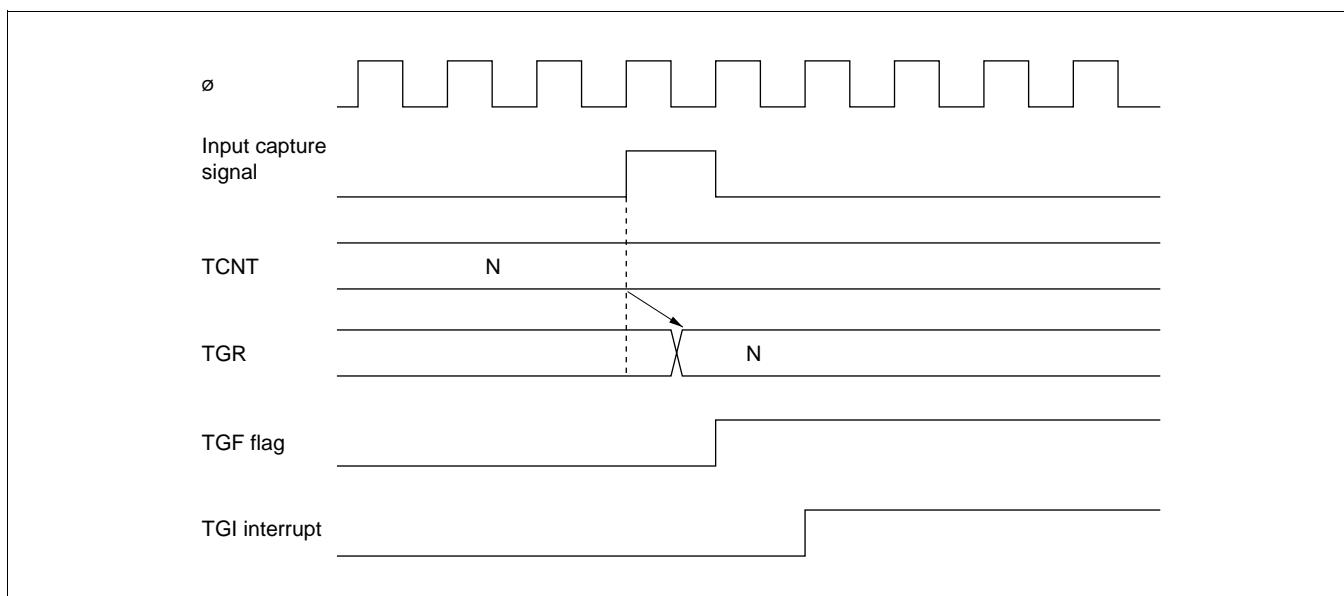 ø
Input capture
signal
TCNT
N
TGR
N
TGF flag
TGI interrupt